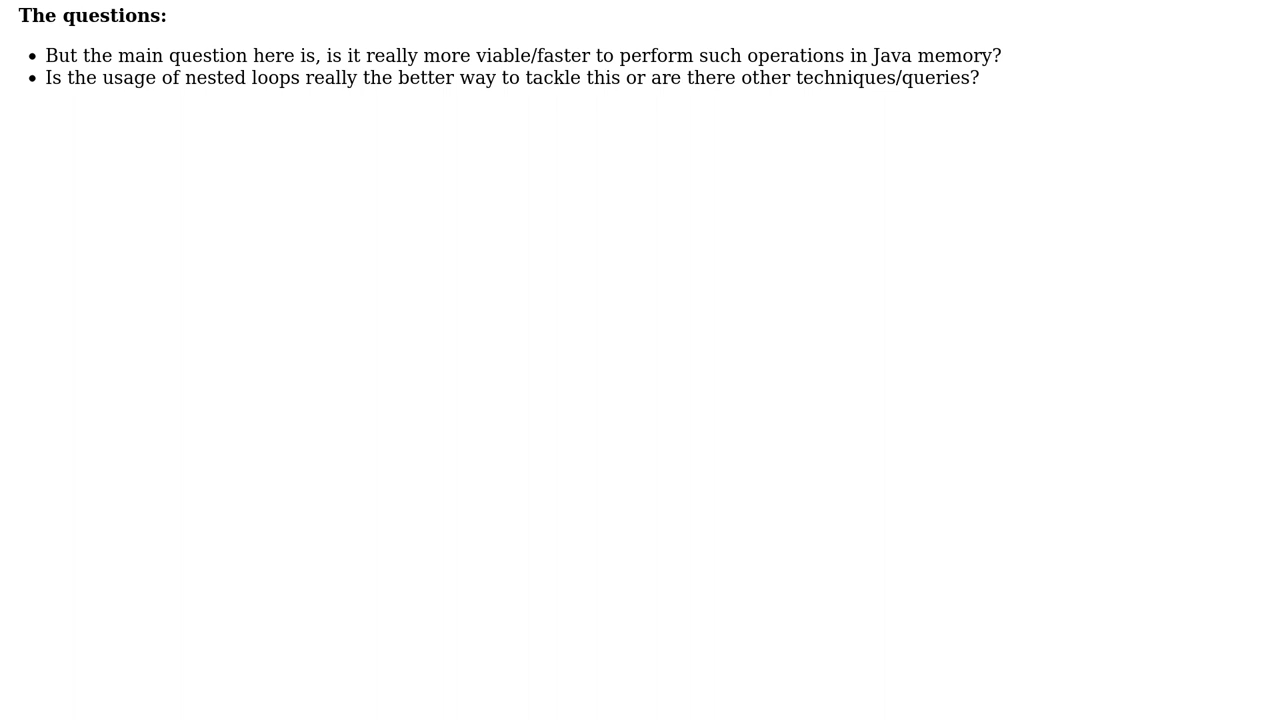 The questions:
But the main question here is, is it really more viable/faster to perform such operations in Java memory?
Is the usage of nested loops really the better way to tackle this or are there other techniques/queries?